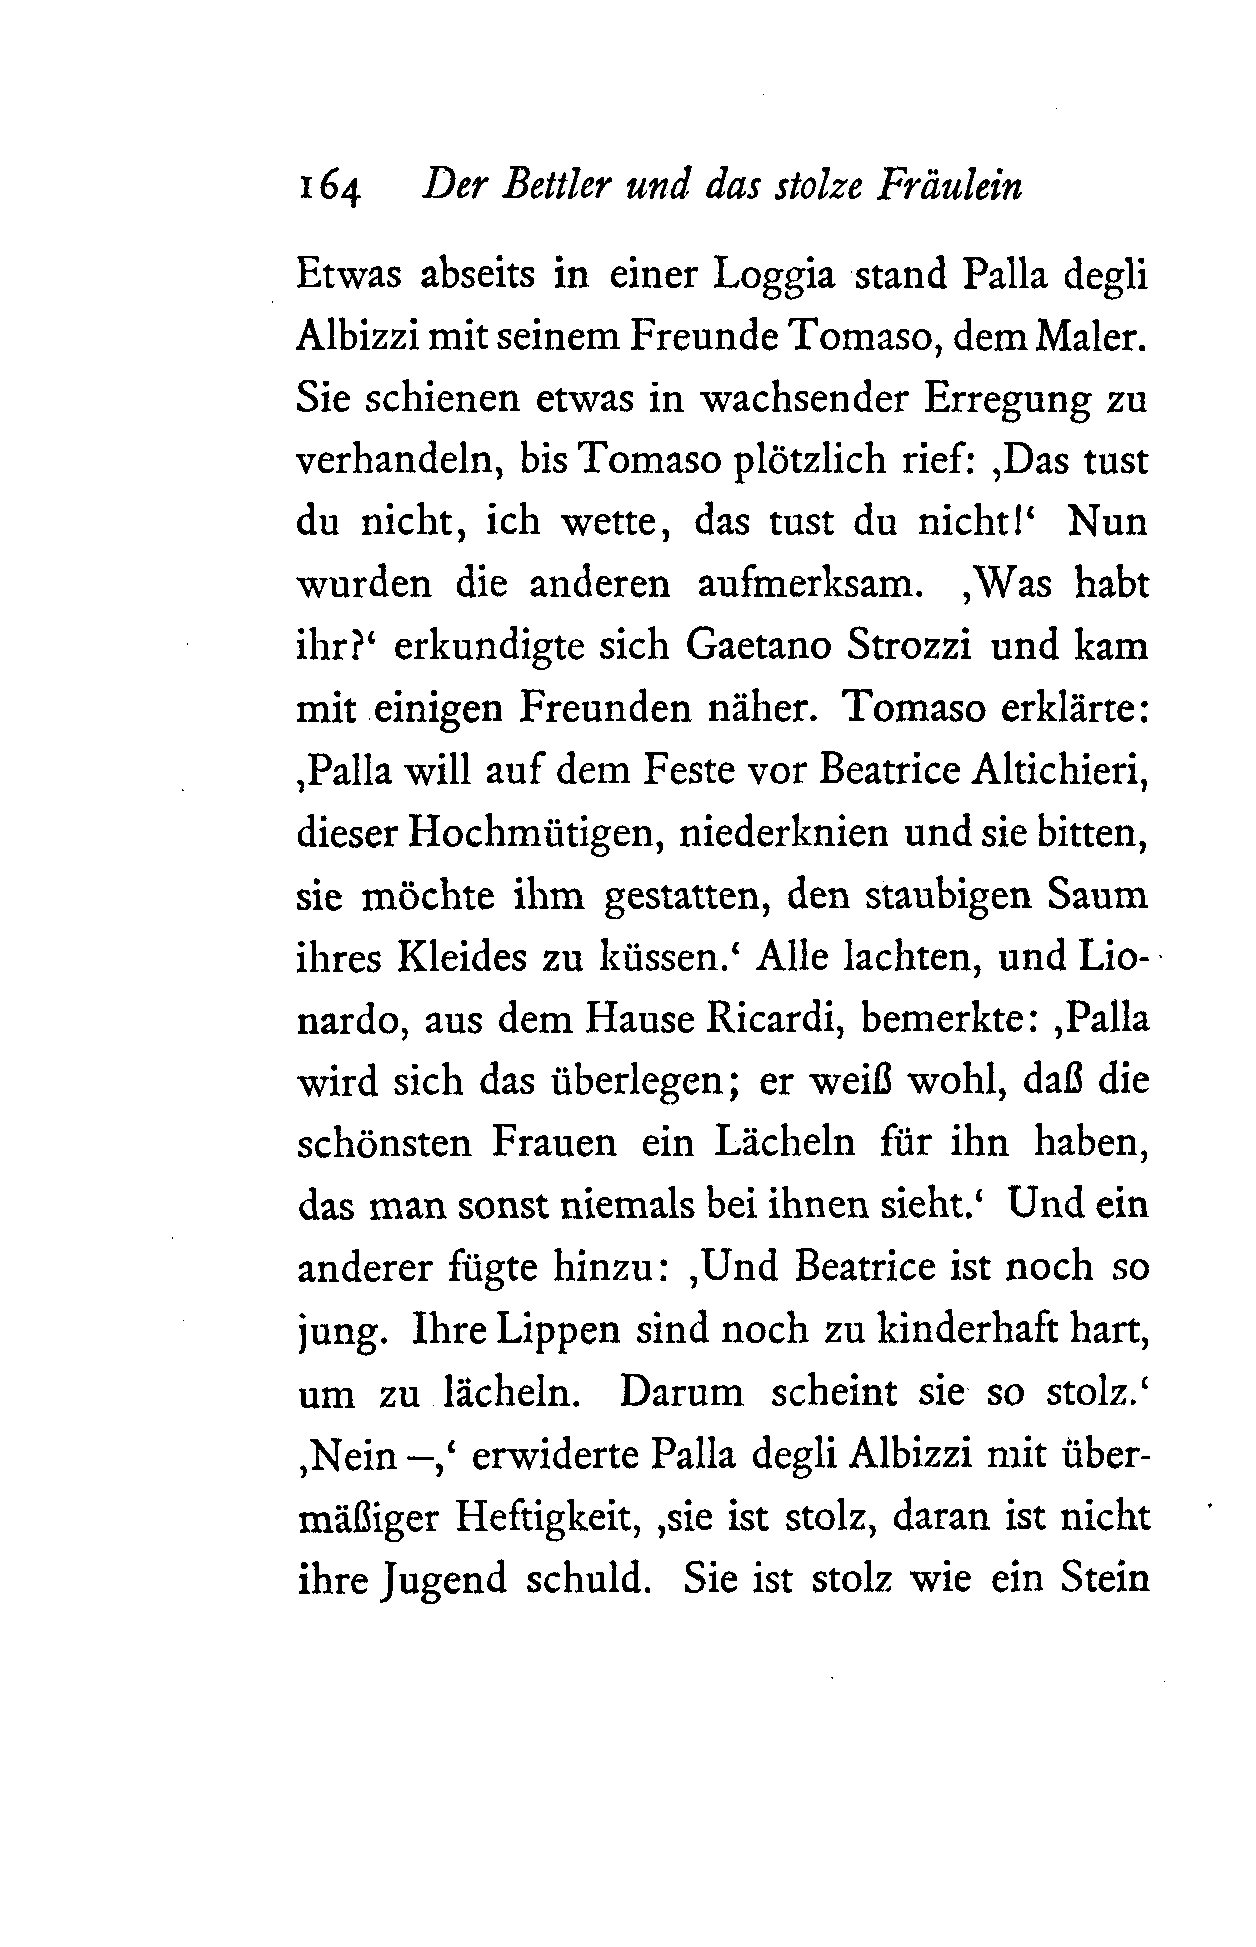 164 Der Bettler und das stolze Fräulein
Etwas abseits in einer Loggia stand Palla degli
Albizzi mit seinem Freunde Tomaso, dem Maler.
Sie schienen etwas in wachsender Erregung zu
verhandeln, bis Tomaso plötzlich rief: ‚Das tust
du nicht, ich wette, das tust du nicht!‘ Nun
wurden die anderen aufmerksam. ‚Was habt
ihr?‘ erkundigte sich Gaetano Strozzi und kam
mit einigen Freunden näher. Tomaso erklärte:
‚Palla will auf dem Feste vor Beatrice Altichieri,
dieser Hochmütigen, niederknien und sie bitten,
sie möchte ihm gestatten, den staubigen Saum
ihres Kleides zu küssen.‘ Alle lachten, und Lio-
nardo, aus dem Hause Ricardi, bemerkte: ‚Palla
wird sich das überlegen; er weiß wohl, daß die
schönsten Frauen ein Lächeln für ihn haben,
das man sonst niemals bei ihnen sieht.‘ Und ein
anderer fügte hinzu: ‚Und Beatrice ist noch so
jung. Ihre Lippen sind noch zu kinderhaft hart,
um zu lächeln. Darum scheint sie so stolz.‘
‚Nein –,‘ erwiderte Palla degli Albizzi mit über-
mäßiger Heftigkeit, ‚sie ist stolz, daran ist nicht
ihre Jugend schuld. Sie ist stolz wie ein Stein